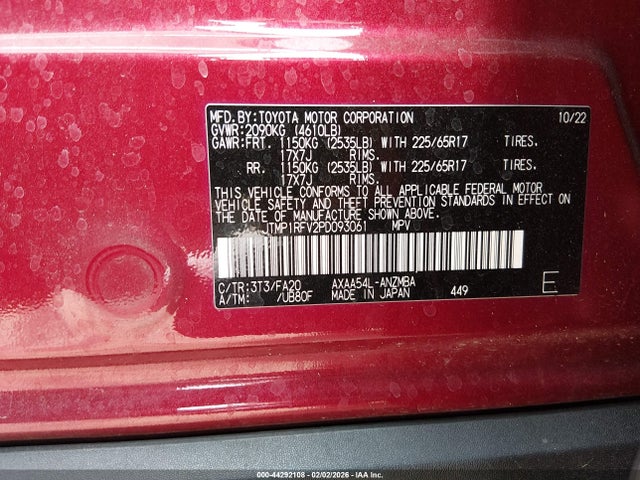 MFD.BY:TOYOTA MOTOR CORPORATION 10/22
GVWR:2090KG (4610LB)
GAWR:FRT. 1150KG (2535LB) WITH 225/65R17 TIRES.
17X7J RIMS.
RR. 1150KG (2535LB) WITH 225/65R17 TIRES.
17X7J RIMS.
THIS VEHICLE CONFORMS TO ALL APPLICABLE FEDERAL MOTOR
VEHICLE SAFETY AND THEFT PREVENTION STANDARDS IN EFFECT ON THE
DATE OF MANUFACTURE SHOWN ABOVE.
JTMP1RFV2PD093061 MPV
C/TR:3T3/FA20 AXAA54L-ANZMBA
A/TM: /UB80F MADE IN JAPAN 449 E
000-44292108 - 02/02/2026 - IAA Inc.